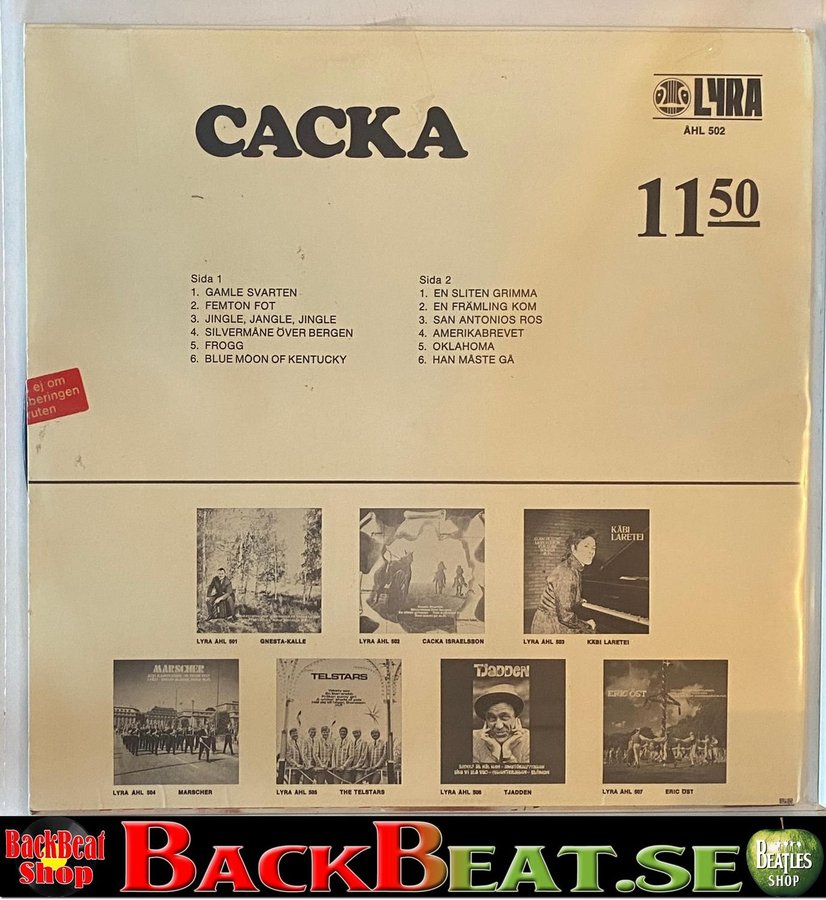 CACKA
LYRA
ÅHL 502
11 50
Sida 1
1. GAMLE SVARTEN
2. FEMTON FOT
3. JINGLE, JANGLE, JINGLE
4. SILVERMÅNE ÖVER BERGEN
5. FROGG
6. BLUE MOON OF KENTUCKY
Sida 2
1. EN SLITEN GRIMMA
2. EN FRÄMLING KOM
3. SAN ANTONIOS ROS
4. AMERIKABREVET
5. OKLAHOMA
6. HAN MÅSTE GÅ
ej om
beringen
ruten
KÄBI
LARETEI
LYRA ÅHL 501 GNESTA-KALLE
LYRA ÅHL 502 CACKA ISRAELSSON
LYRA ÅHL 503 KÄBI LARETEI
MARSCHER
TELSTARS
TJADDEN
ERIC ÖST
LYRA ÅHL 504 MARSCHER
LYRA ÅHL 505 THE TELSTARS
LYRA ÅHL 506 TJADDEN
LYRA ÅHL 507 ERIC ÖST
BackBeat
Shop
BACKBEAT.SE
BEATLES
SHOP